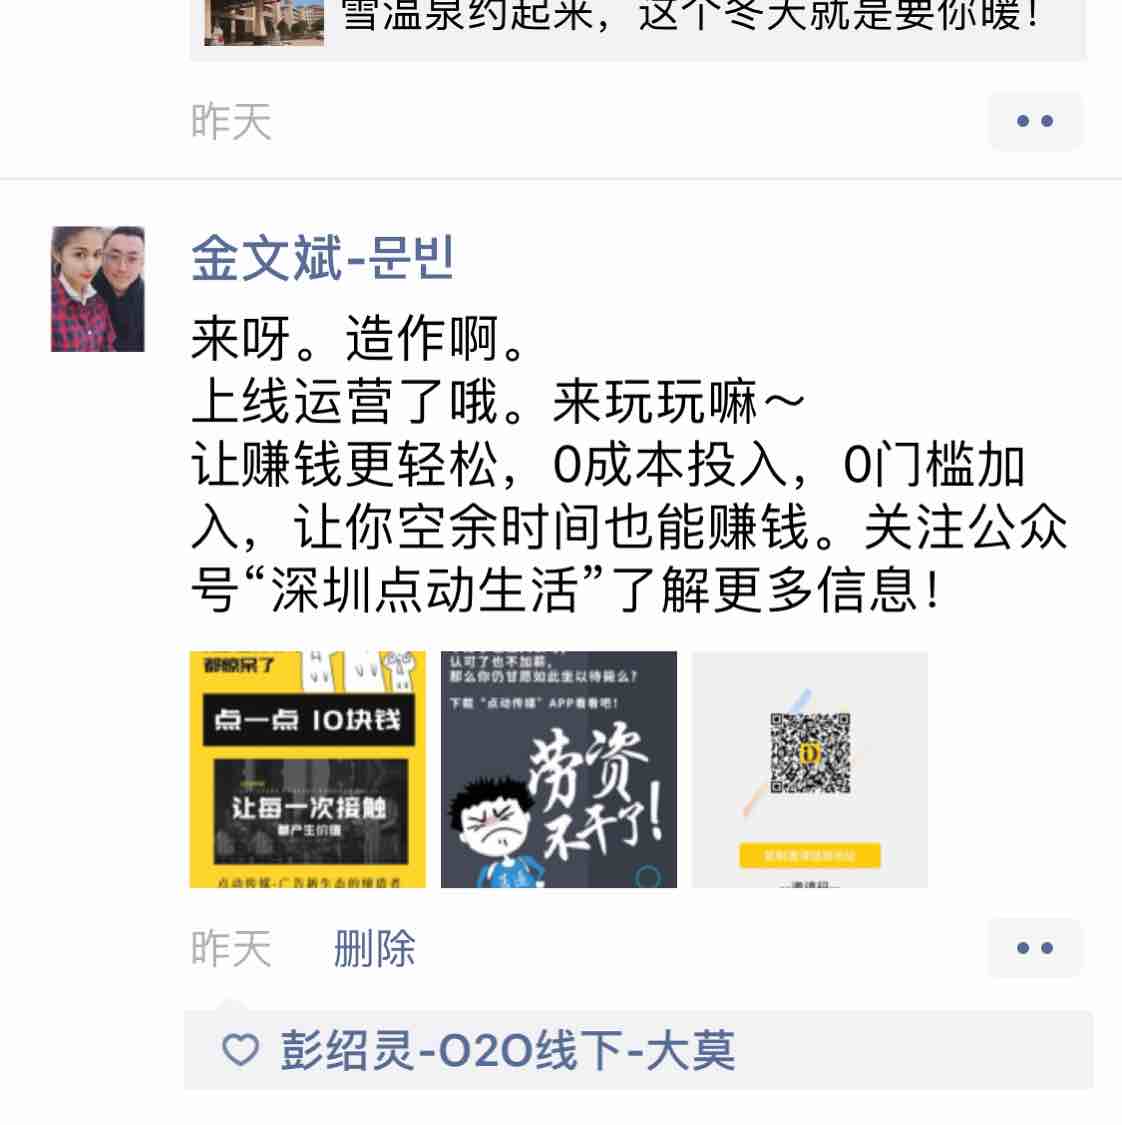 雪温泉约起来，这个冬天就是要你暖！
昨天
金文斌-문빈
来呀。造作啊。
上线运营了哦。来玩玩嘛～
让赚钱更轻松，0成本投入，0门槛加
入，让你空余时间也能赚钱。关注公众
号“深圳点动生活”了解更多信息！
都惊呆了
点一点 10块钱
让每一次接触
都产生价值
点动传媒-广告新生态的缔造者
认可了也不加薪，
那么你仍甘愿如此坐以待毙么？
下载“点动传媒”APP看看吧！
劳资
不干了！
昨天 删除
彭绍灵-O2O线下-大莫